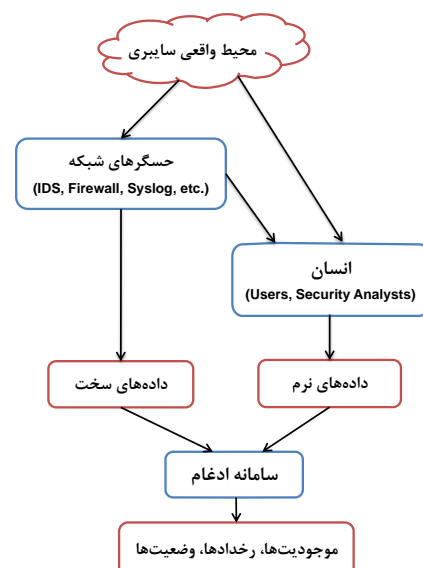 محیط واقعی سایبری
حسگرهای شبکه
(IDS, Firewall, Syslog, etc.)
انسان
(Users, Security Analysts)
داده‌های سخت
داده‌های نرم
سامانه ادغام
موجودیت‌ها، رخدادها، وضعیت‌ها